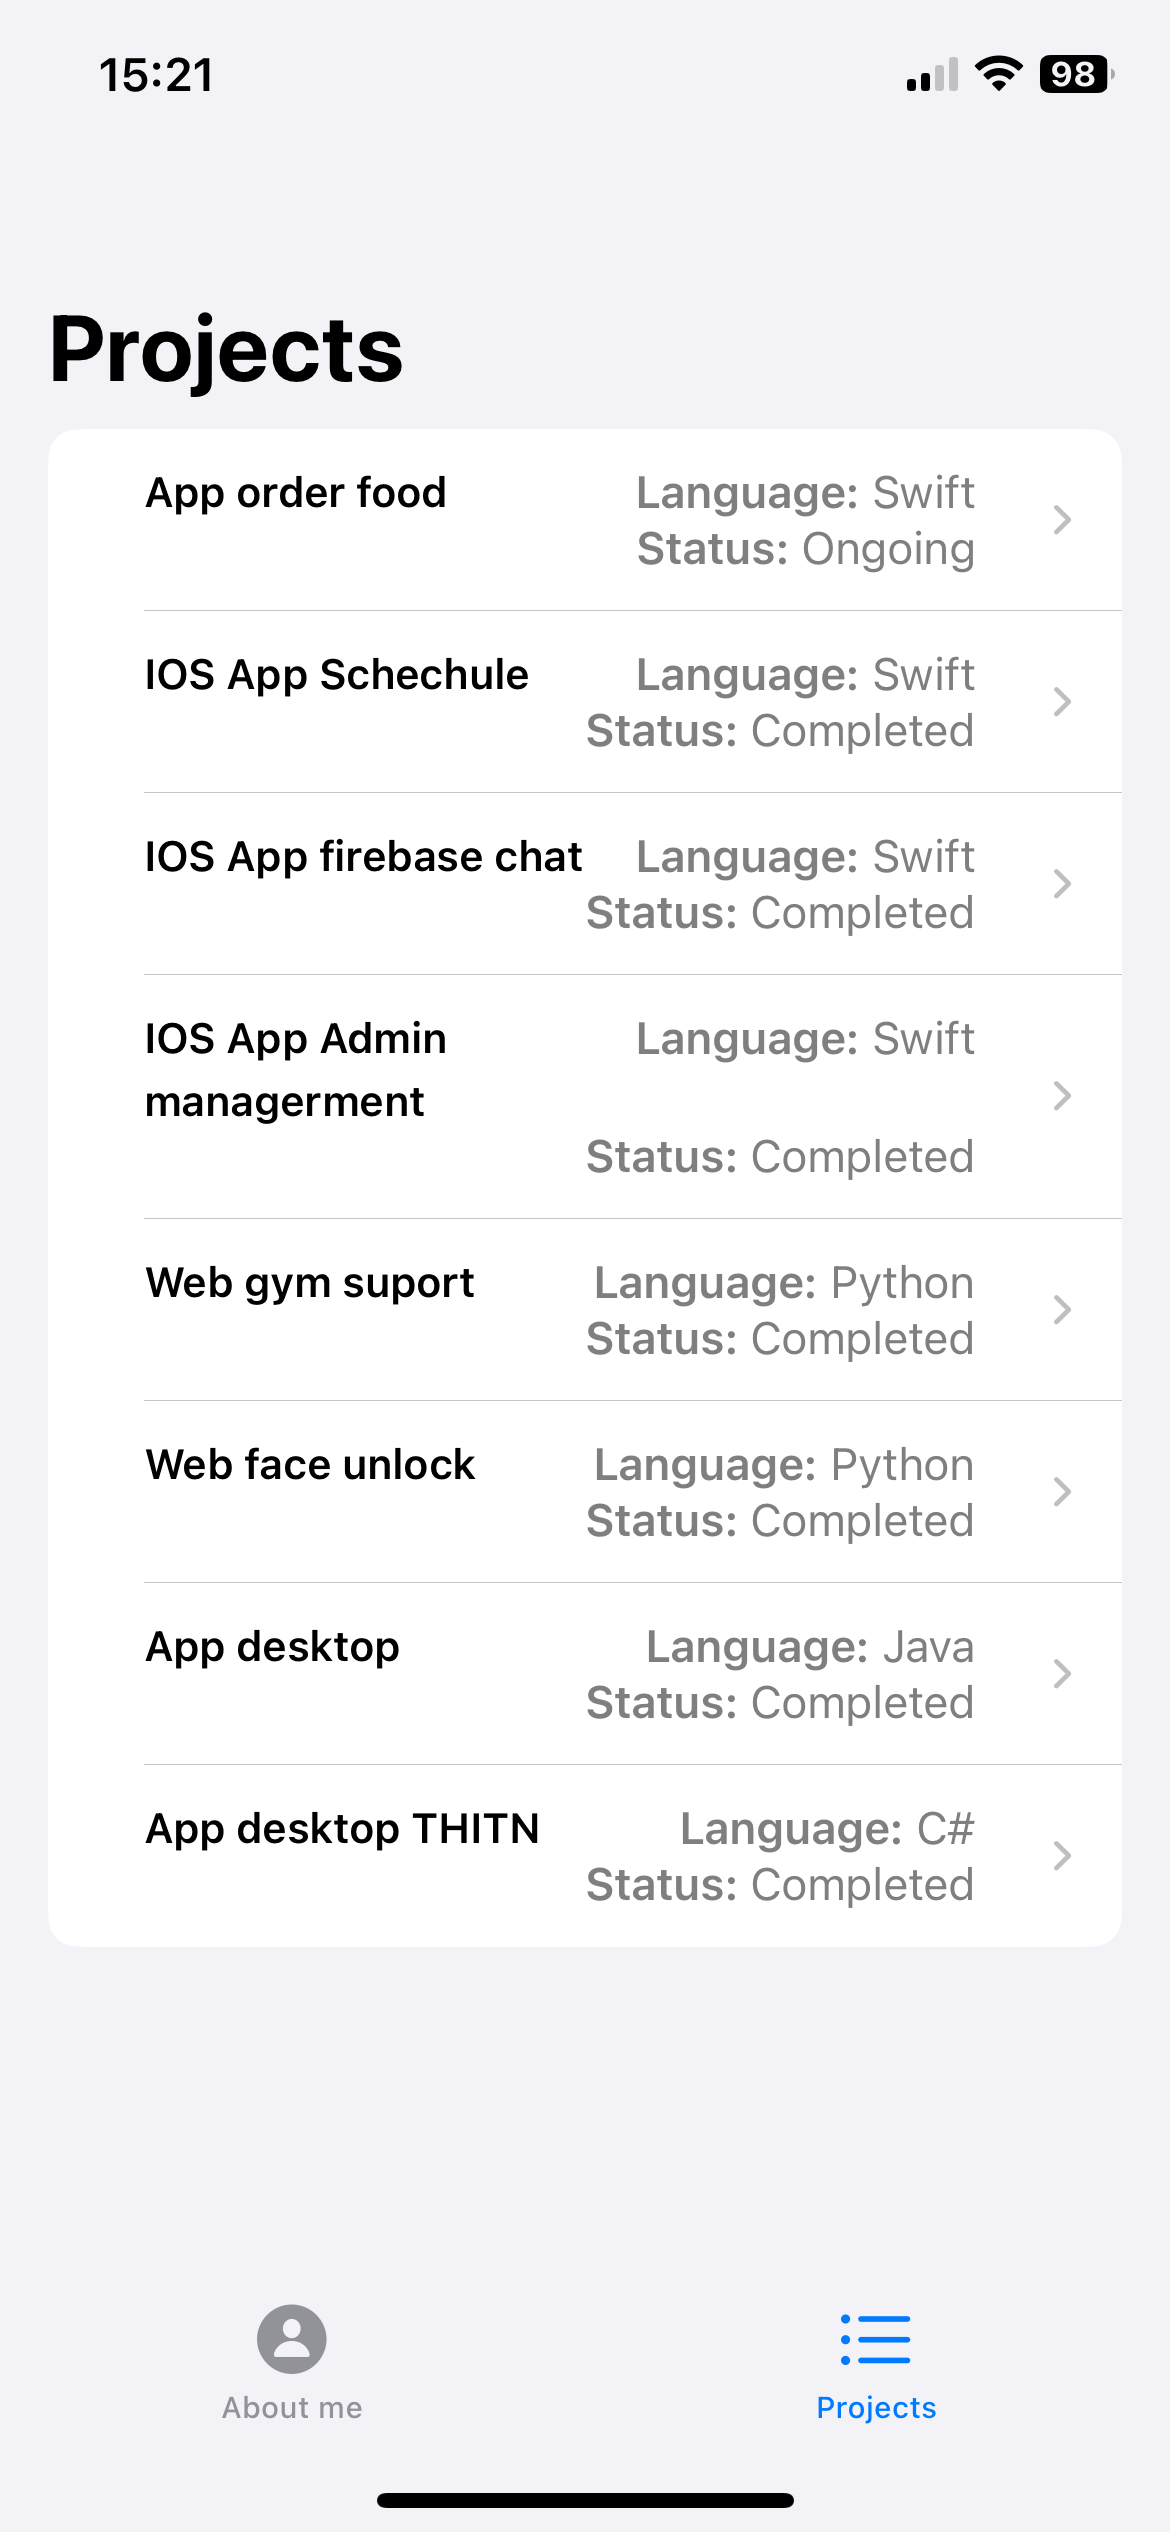 15:21
98
Projects
App order food Language: Swift
Status: Ongoing
IOS App Schechule Language: Swift
Status: Completed
IOS App firebase chat Language: Swift
Status: Completed
IOS App Admin Language: Swift
managerment
Status: Completed
Web gym suport Language: Python
Status: Completed
Web face unlock Language: Python
Status: Completed
App desktop Language: Java
Status: Completed
App desktop THITN Language: C#
Status: Completed
About me Projects